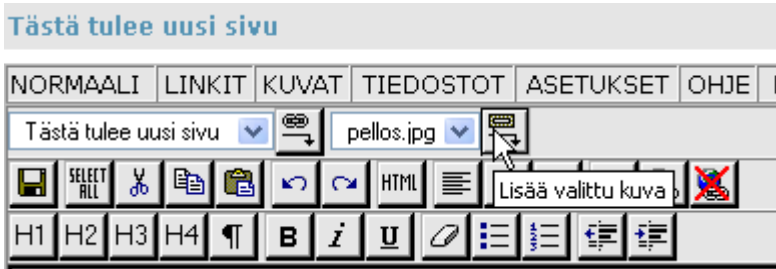 Tästä tulee uusi sivu
NORMAALI LINKIT KUVAT TIEDOSTOT ASETUKSET OHJE
Tästä tulee uusi sivu pellos.jpg
SELECT ALL HTML Lisää valittu kuva
H1 H2 H3 H4 ¶ B i U